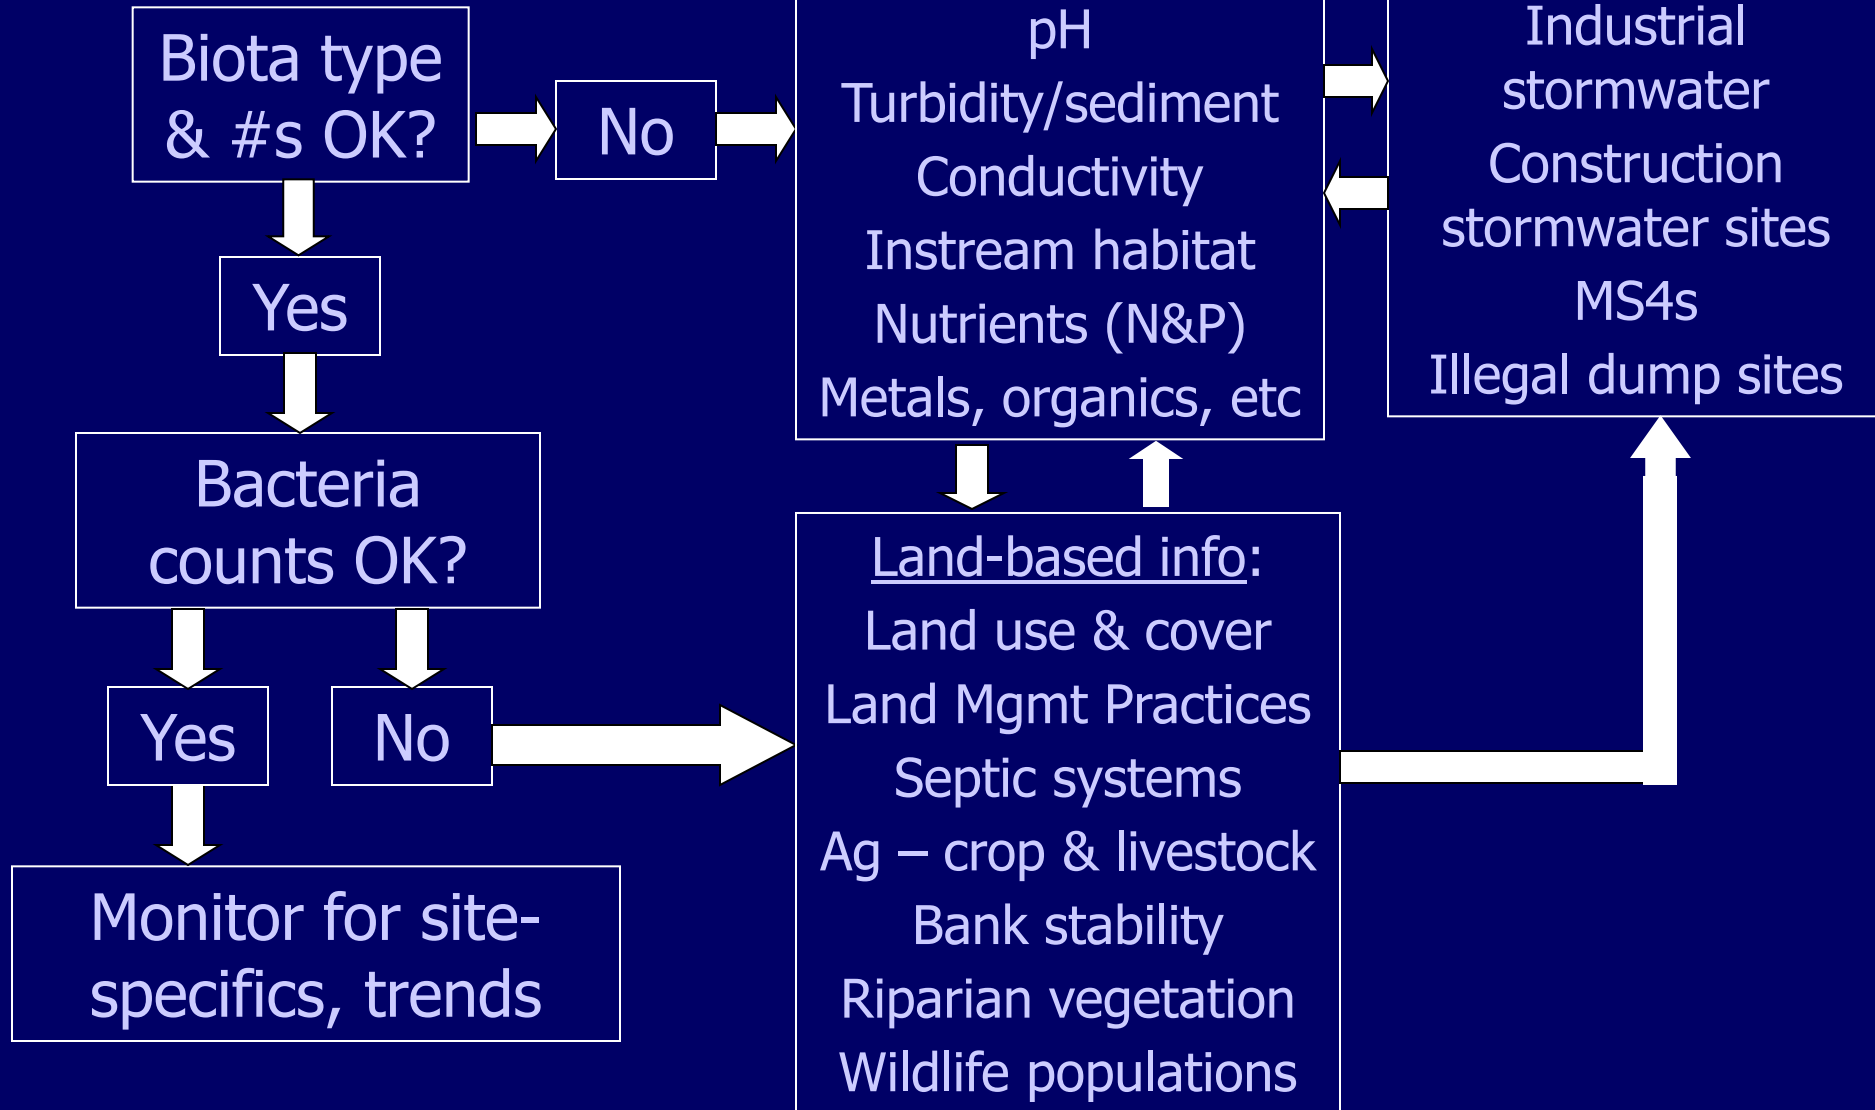 Biota type
& #s OK?
No
Yes
Bacteria
counts OK?
Yes
No
Monitor for site-
specifics, trends
pH
Turbidity/sediment
Conductivity
Instream habitat
Nutrients (N&P)
Metals, organics, etc
Land-based info:
Land use & cover
Land Mgmt Practices
Septic systems
Ag – crop & livestock
Bank stability
Riparian vegetation
Wildlife populations
Industrial
stormwater
Construction
stormwater sites
MS4s
Illegal dump sites